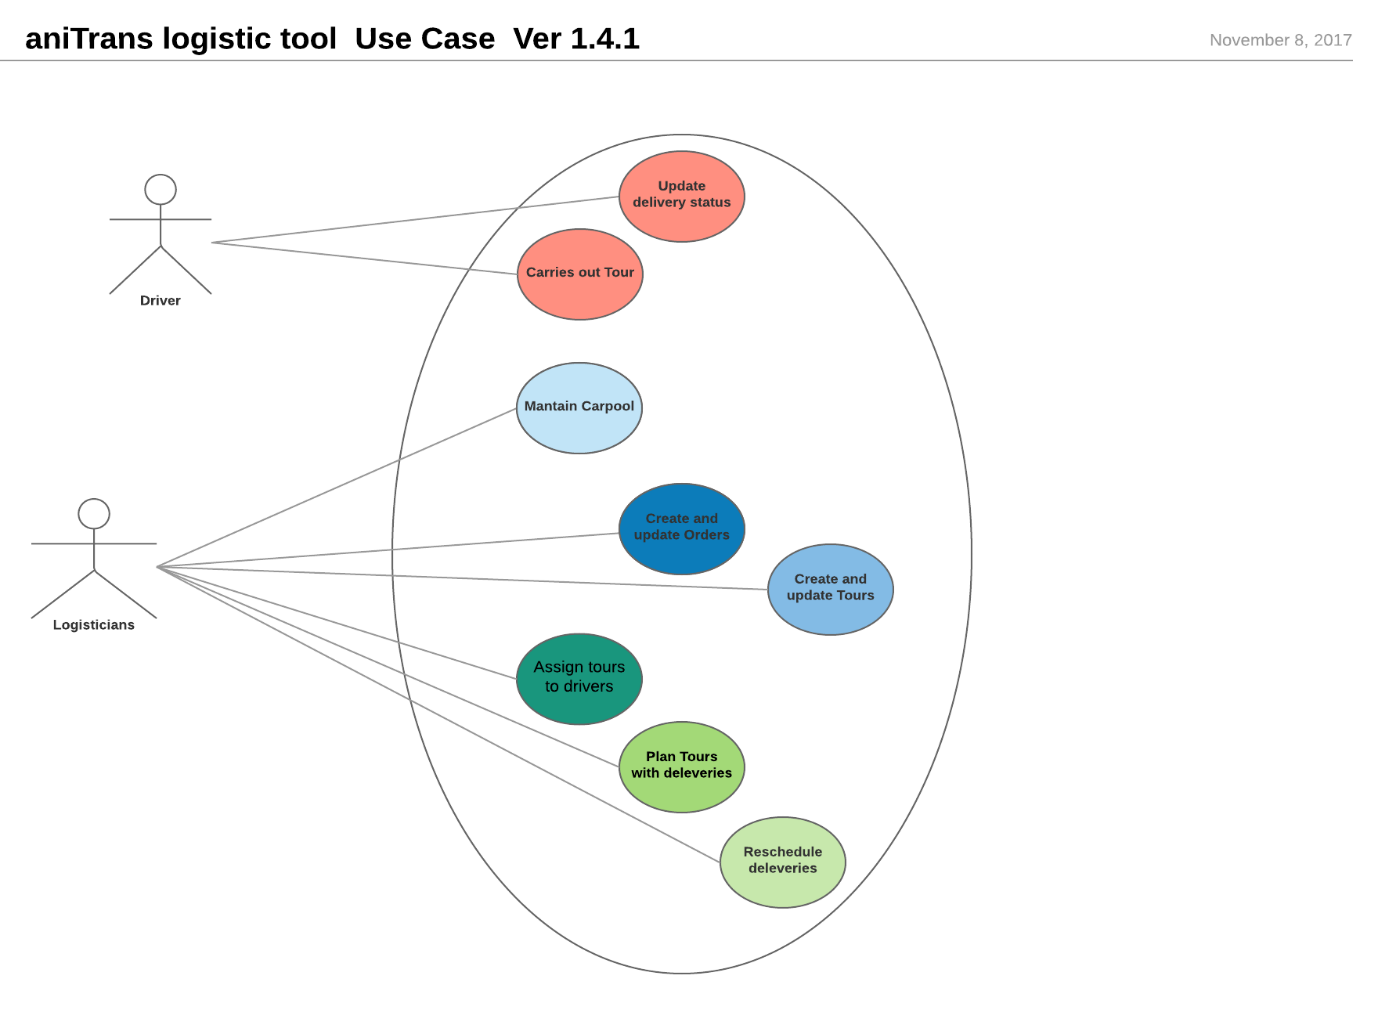 aniTrans logistic tool  Use Case  Ver 1.4.1
November 8, 2017
Update
delivery status
Carries out Tour
Driver
Mantain Carpool
Create and
update Orders
Create and
update Tours
Logisticians
Assign tours
to drivers
Plan Tours
with deleveries
Reschedule
deleveries